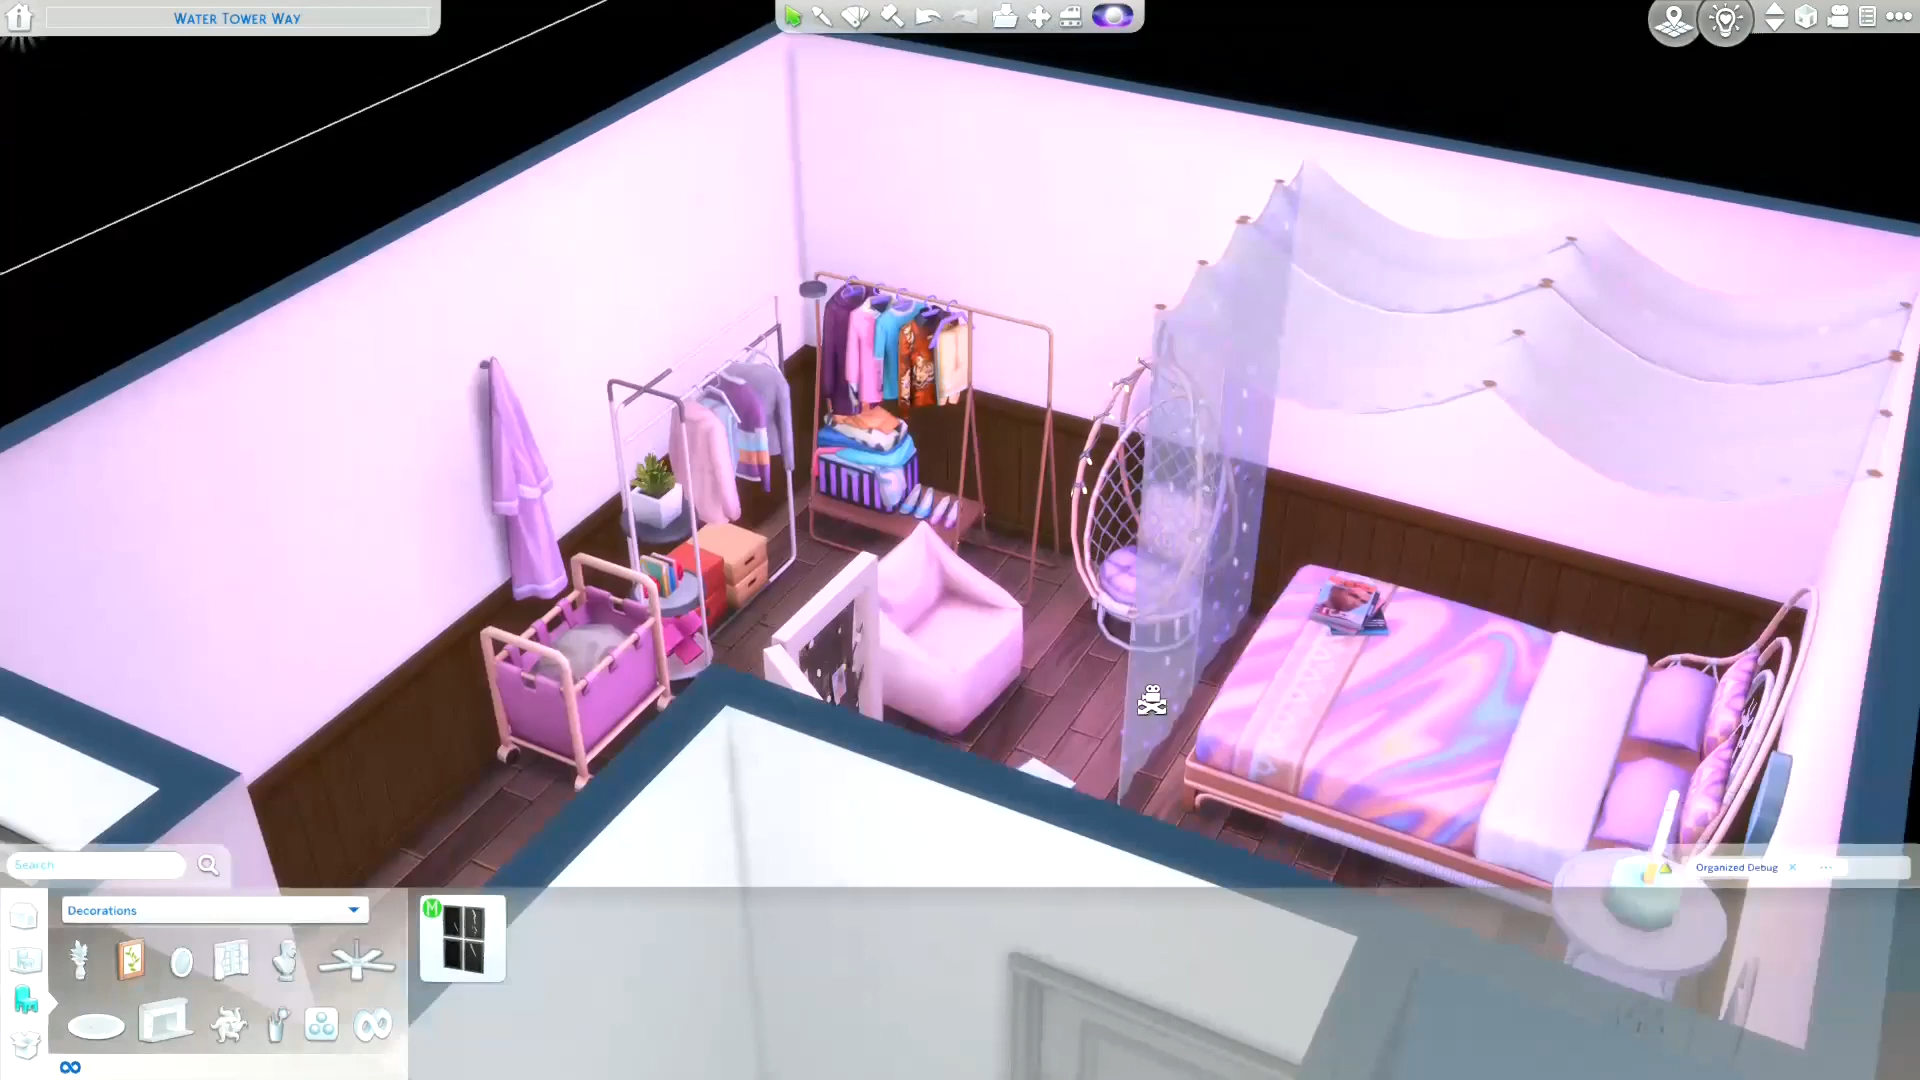 WATER TOWER WAY
Search
Organized Debug
Decorations
M